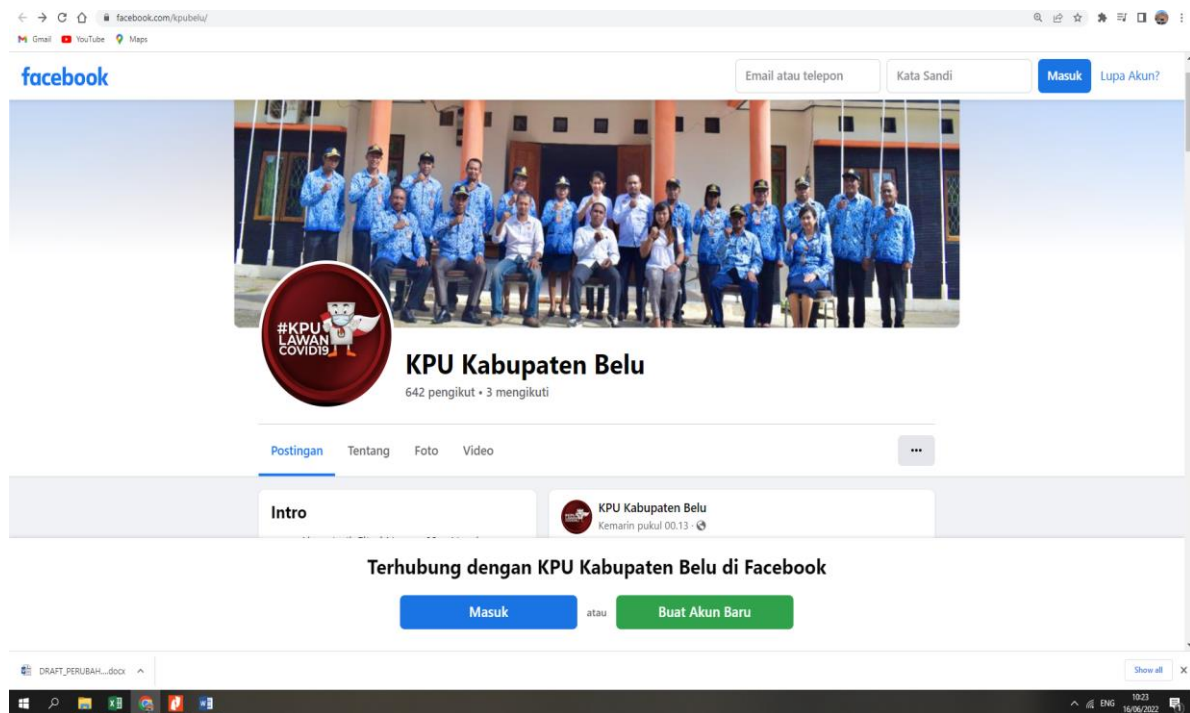 facebook.com/kpubelu/
Gmail YouTube Maps
facebook
Email atau telepon
Kata Sandi
Masuk
Lupa Akun?
#KPU
LAWAN
COVID19
KPU Kabupaten Belu
642 pengikut • 3 mengikuti
Postingan Tentang Foto Video
Intro
KPU Kabupaten Belu
Kemarin pukul 00.13
Terhubung dengan KPU Kabupaten Belu di Facebook
Masuk atau Buat Akun Baru
DRAFT_PERUBAH....docx
Show all
ENG
10:23
16/06/2022